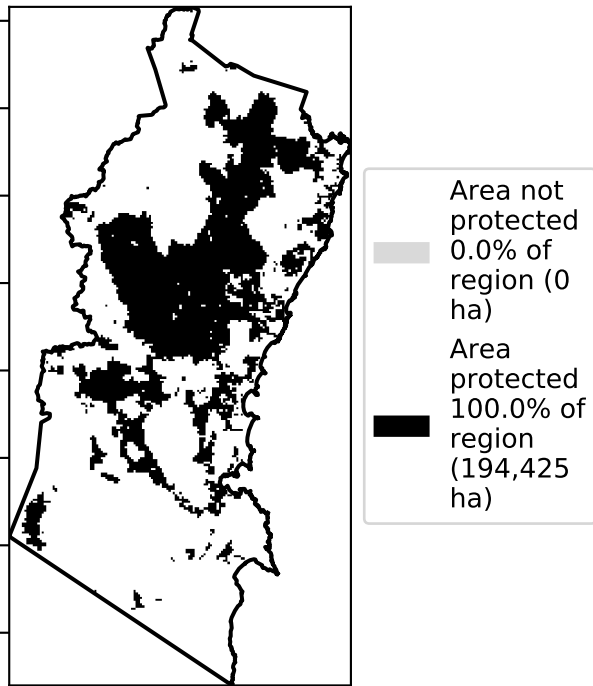 Area not
protected
0.0% of
region (0
ha)
Area
protected
100.0% of
region
(194,425
ha)